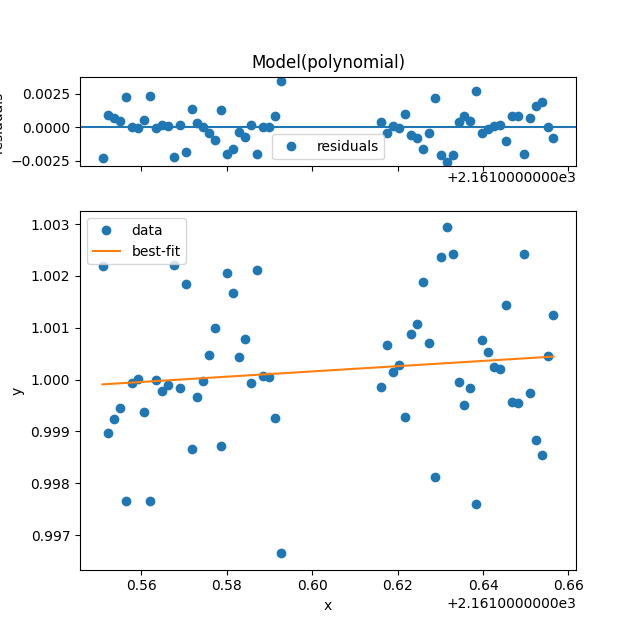 Model(polynomial)
0.0025
0.0000
−0.0025
residuals
residuals
+2.1610000000e3
1.003
1.002
1.001
1.000
0.999
0.998
0.997
data
best-fit
y
0.56
0.58
0.60
0.62
0.64
0.66
x
+2.1610000000e3